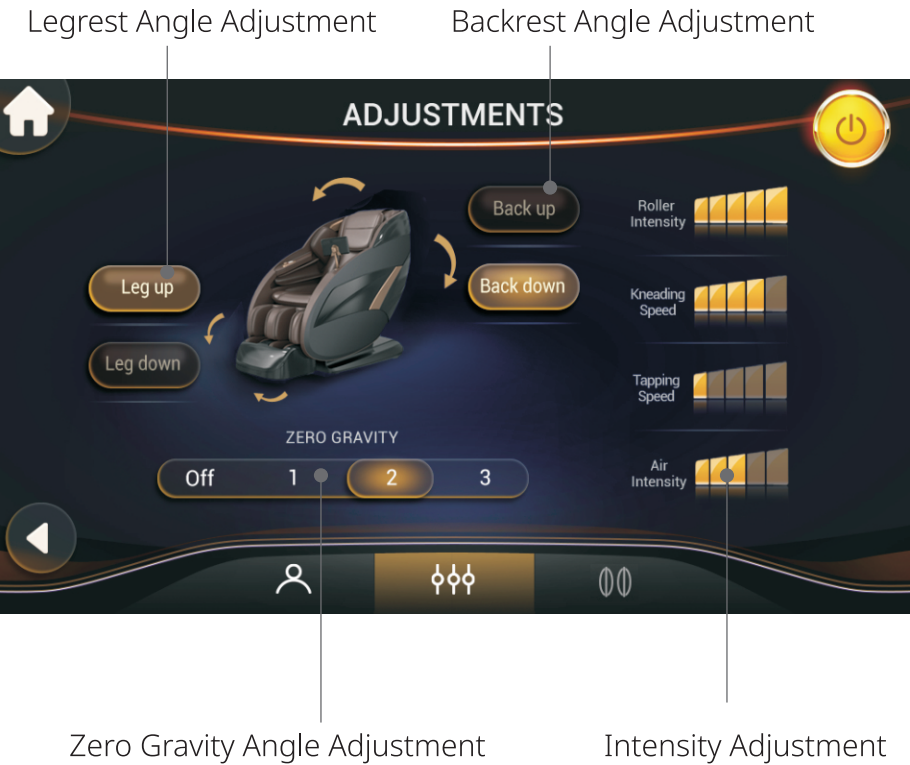 Legrest Angle Adjustment
Backrest Angle Adjustment
ADJUSTMENTS
Back up
Roller
Intensity
Leg up
Back down
Kneading
Speed
Leg down
Tapping
Speed
ZERO GRAVITY
Off 1 2 3
Air
Intensity
Zero Gravity Angle Adjustment
Intensity Adjustment